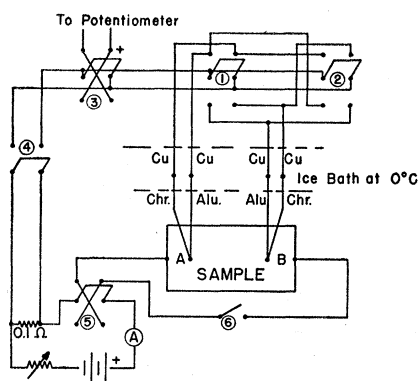 To Potentiometer
+
①
②
③
④
Cu Cu Cu Cu
Ice Bath at 0°C
Chr. Alu. Alu Chr.
A B
SAMPLE
⑤
⑥
0.1 Ω
A
+